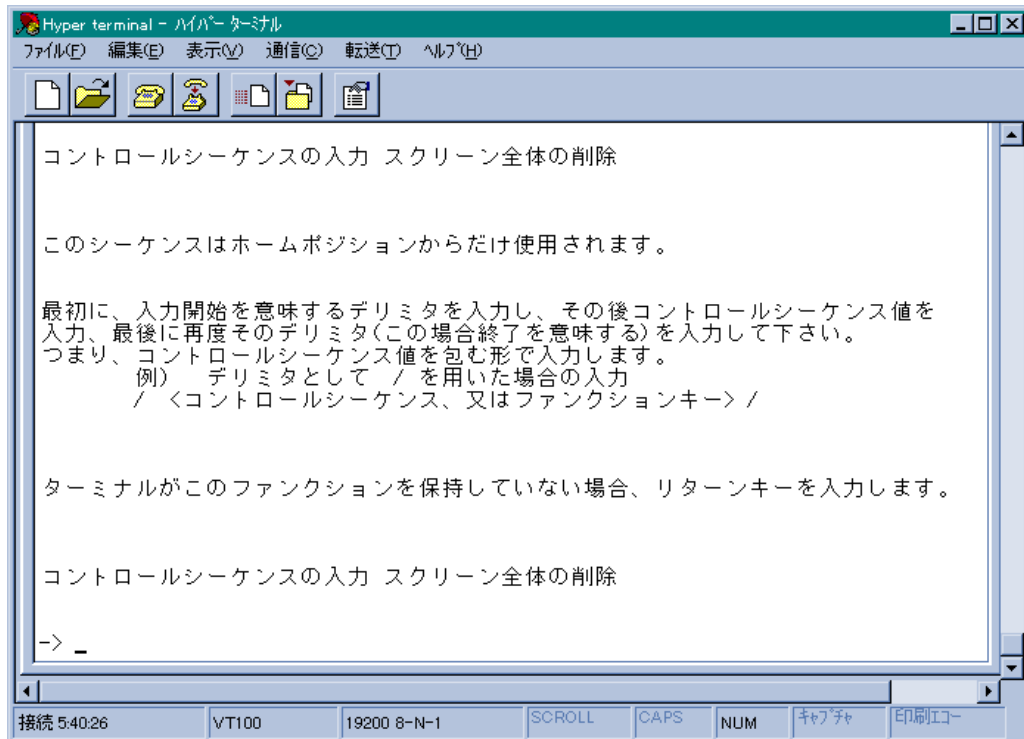 Hyper terminal - ﾊｲﾊﾟｰ ﾀｰﾐﾅﾙ
ﾌｧｲﾙ(F) 編集(E) 表示(V) 通信(C) 転送(T) ﾍﾙﾌﾟ(H)
コントロールシーケンスの入力 スクリーン全体の削除
このシーケンスはホームポジションからだけ使用されます。
最初に、入力開始を意味するデリミタを入力し、その後コントロールシーケンス値を
入力、最後に再度そのデリミタ(この場合終了を意味する)を入力して下さい。
つまり、コントロールシーケンス値を包む形で入力します。
例) デリミタとして / を用いた場合の入力
/ <コントロールシーケンス、又はファンクションキー> /
ターミナルがこのファンクションを保持していない場合、リターンキーを入力します。
コントロールシーケンスの入力 スクリーン全体の削除
-> _
接続 5:40:26 VT100 19200 8-N-1 SCROLL CAPS NUM ｷｬﾌﾟﾁｬ 印刷ｴｺｰ